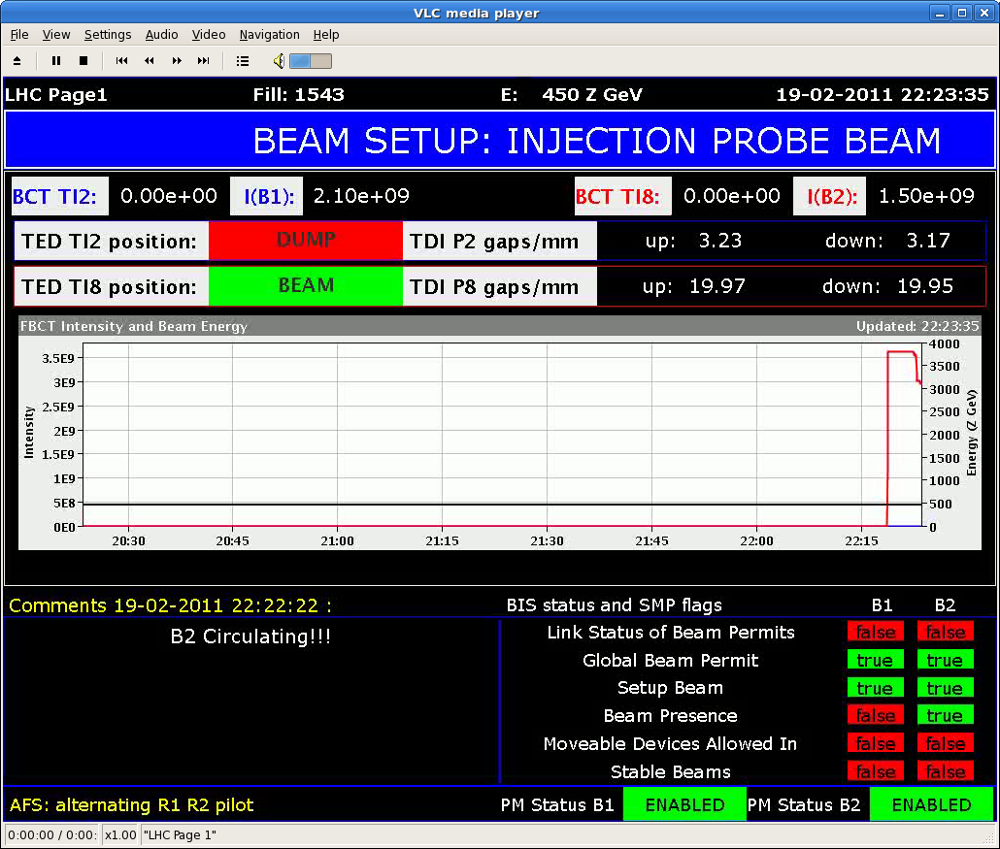 VLC media player
File View Settings Audio Video Navigation Help
LHC Page1 Fill: 1543 E: 450 Z GeV 19-02-2011 22:23:35
BEAM SETUP: INJECTION PROBE BEAM
BCT TI2: 0.00e+00 I(B1): 2.10e+09 BCT TI8: 0.00e+00 I(B2): 1.50e+09
TED TI2 position: DUMP TDI P2 gaps/mm up: 3.23 down: 3.17
TED TI8 position: BEAM TDI P8 gaps/mm up: 19.97 down: 19.95
FBCT Intensity and Beam Energy Updated: 22:23:35
Intensity
3.5E9
3E9
2.5E9
2E9
1.5E9
1E9
5E8
0E0
4000
3500
3000
2500
2000
1500
1000
500
0
Energy (Z GeV)
20:30 20:45 21:00 21:15 21:30 21:45 22:00 22:15
Comments 19-02-2011 22:22:22 :
B2 Circulating!!!
BIS status and SMP flags B1 B2
Link Status of Beam Permits false false
Global Beam Permit true true
Setup Beam true true
Beam Presence false true
Moveable Devices Allowed In false false
Stable Beams false false
AFS: alternating R1 R2 pilot PM Status B1 ENABLED PM Status B2 ENABLED
0:00:00 / 0:00: x1.00 "LHC Page 1"